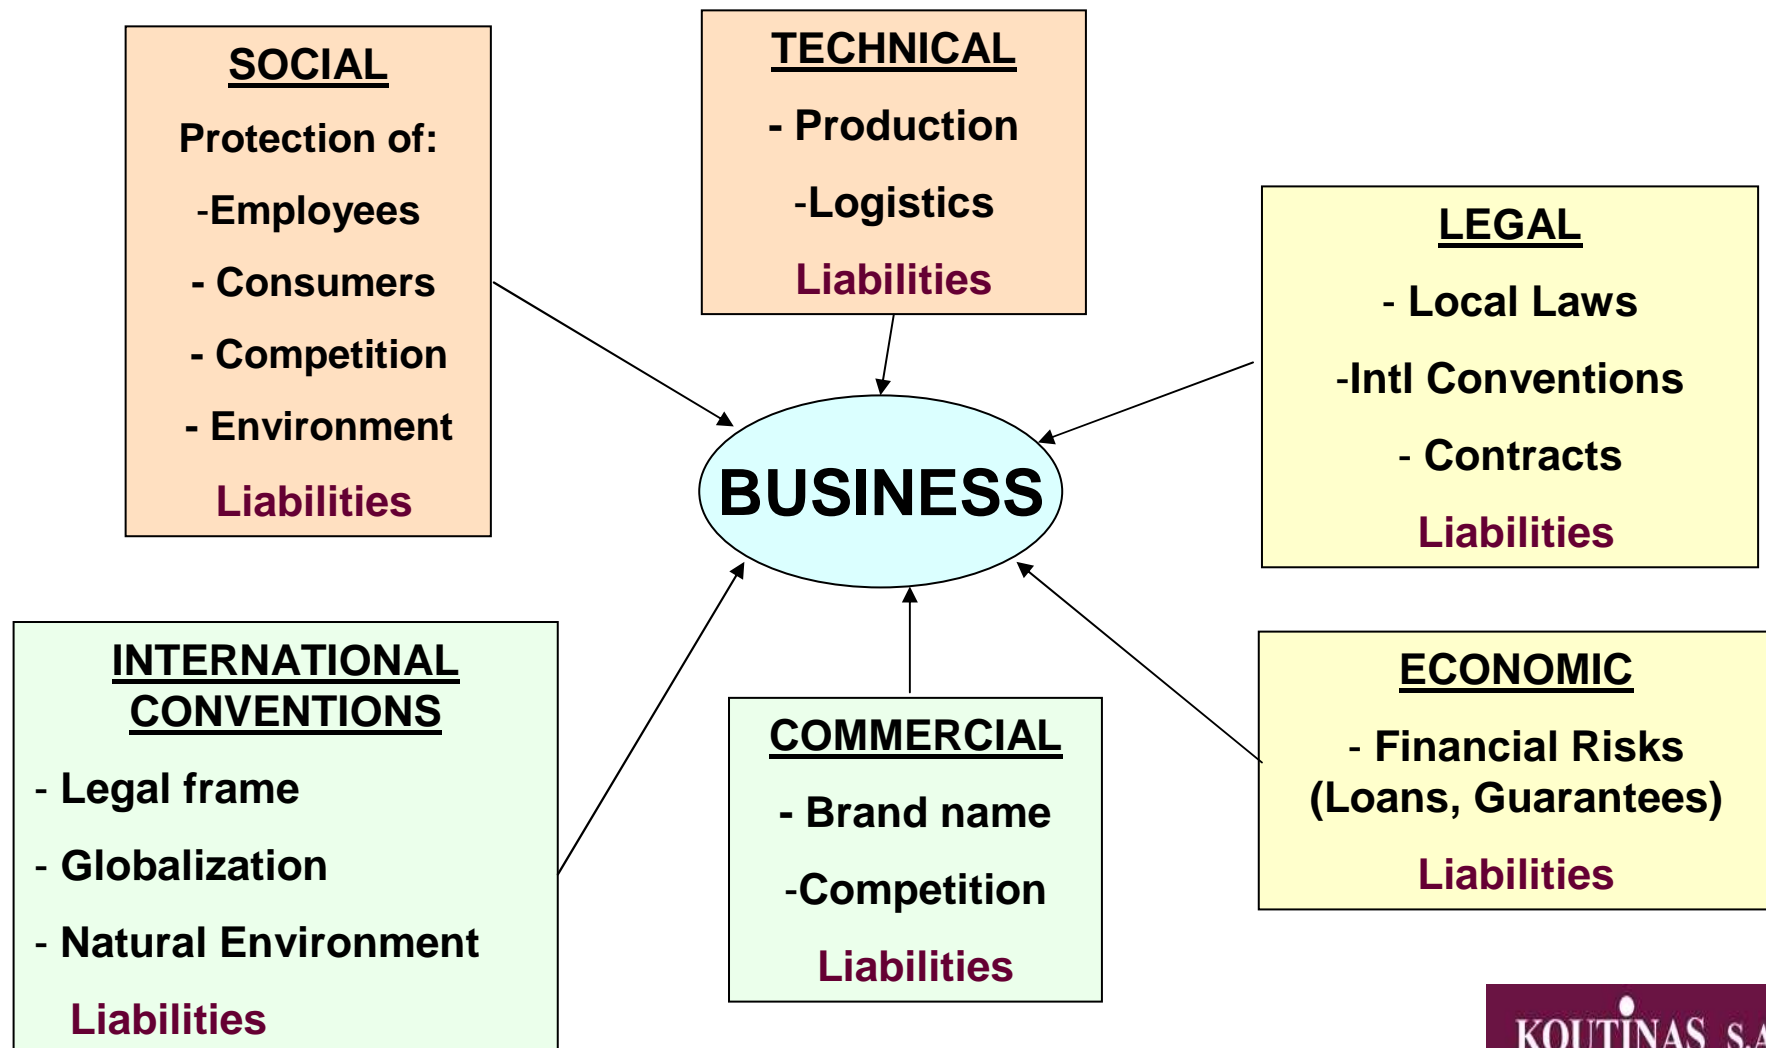 SOCIAL
Protection of:
-Employees
- Consumers
- Competition
- Environment
Liabilities
TECHNICAL
- Production
-Logistics
Liabilities
LEGAL
- Local Laws
-Intl Conventions
- Contracts
Liabilities
BUSINESS
INTERNATIONAL
CONVENTIONS
- Legal frame
- Globalization
- Natural Environment
Liabilities
COMMERCIAL
- Brand name
-Competition
Liabilities
ECONOMIC
- Financial Risks
(Loans, Guarantees)
Liabilities
KOUTINAS S.A